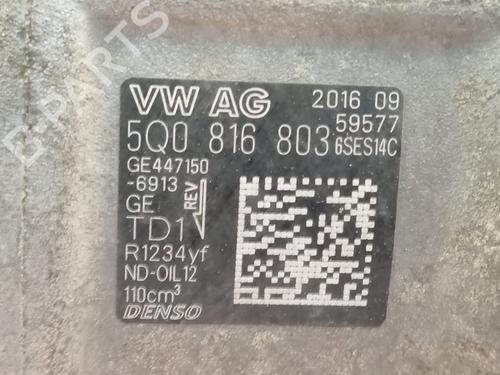 B-PARTS
VW AG 2016 09
59577
5Q0 816 803 6SES14C
GE447150
-6913
GE REV
TD1
R1234yf
ND-OIL12
110cm³
DENSO